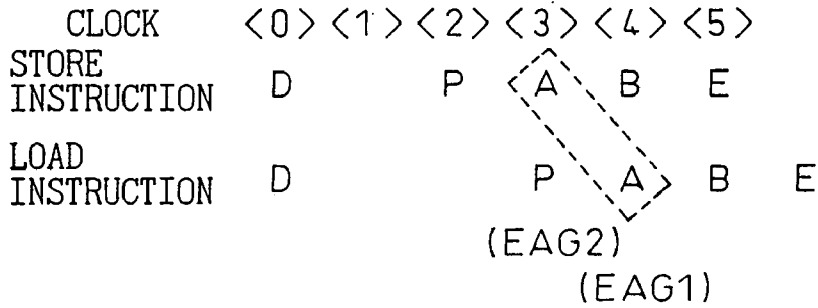 CLOCK <0> <1> <2> <3> <4> <5>
STORE
INSTRUCTION D P A B E
LOAD
INSTRUCTION D P A B E
(EAG2)
(EAG1)